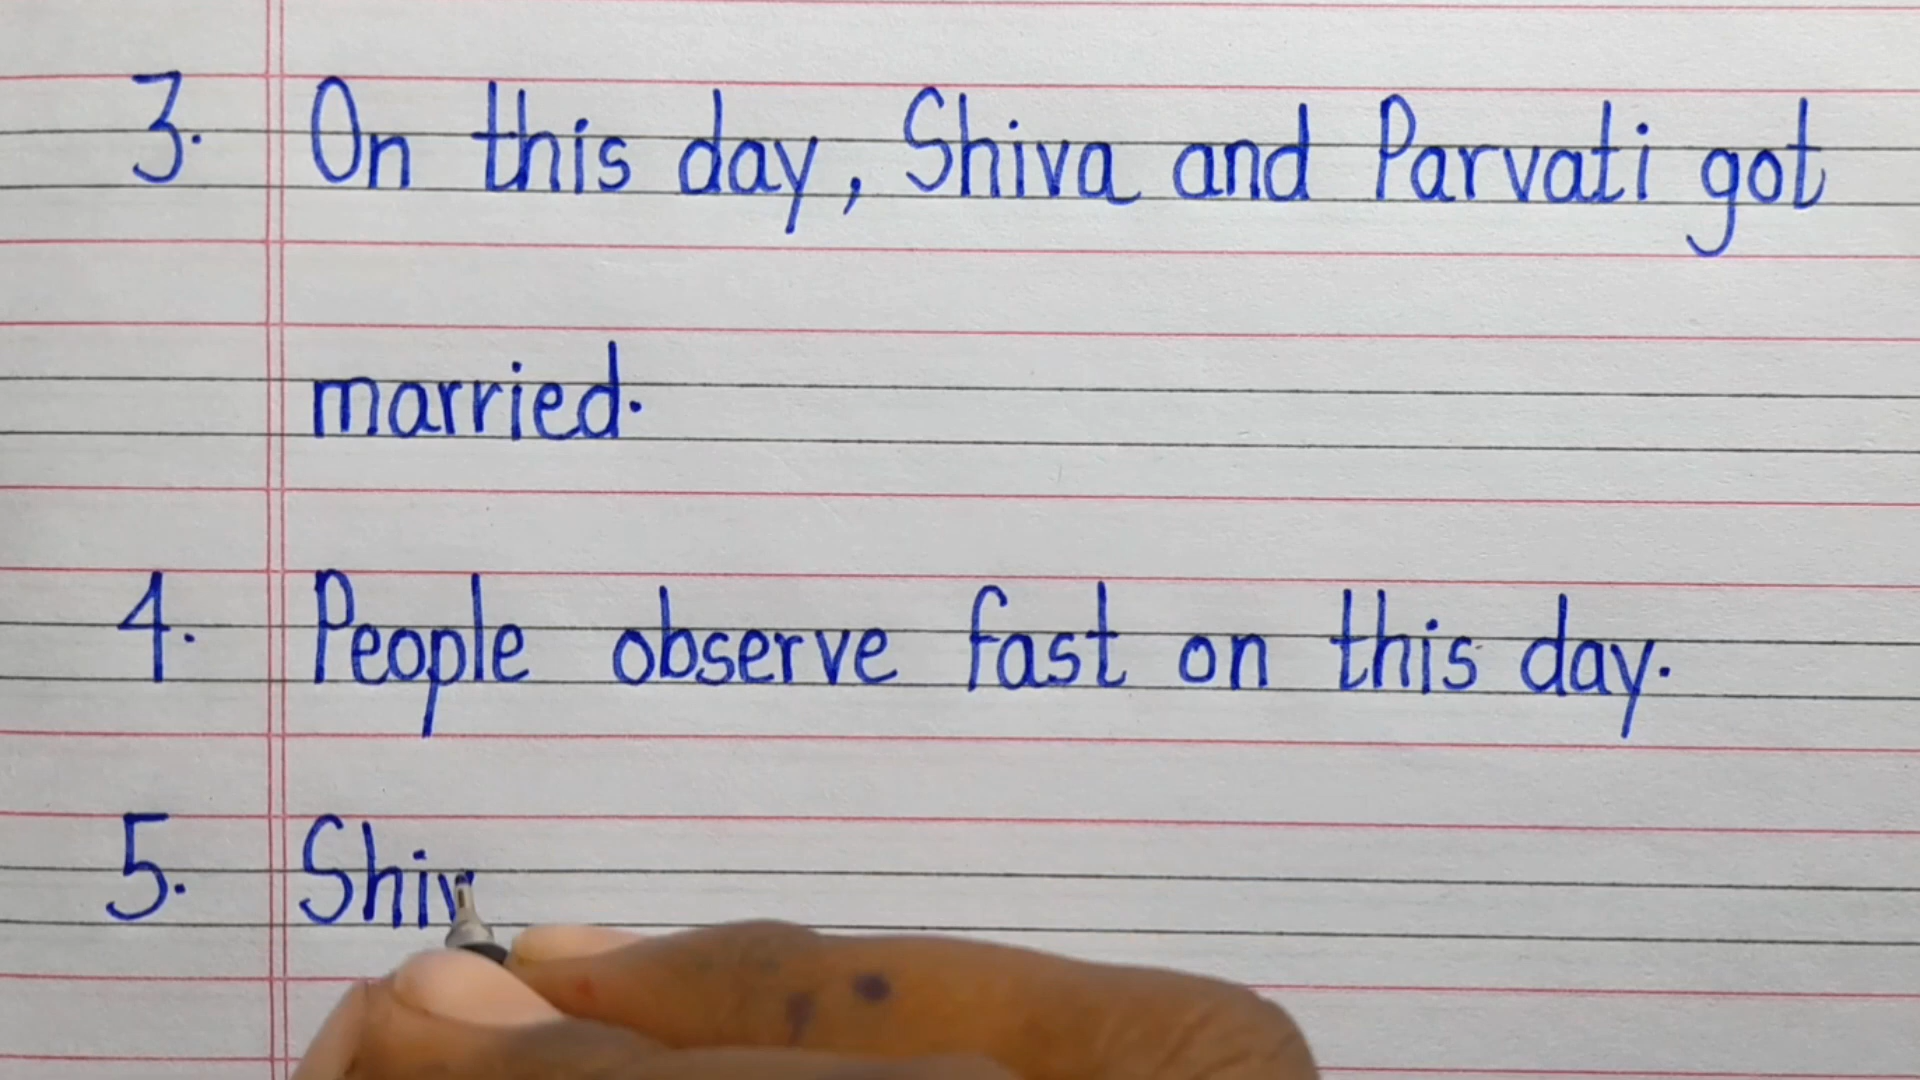 3. On this day, Shiva and Parvati got
married.
4. People observe fast on this day.
5. Shiv